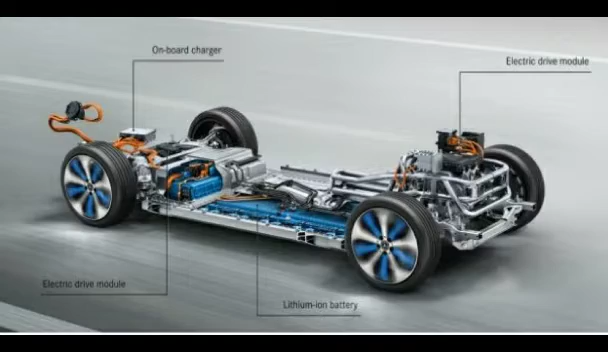 On-board charger
Electric drive module
Electric drive module
Lithium-ion battery